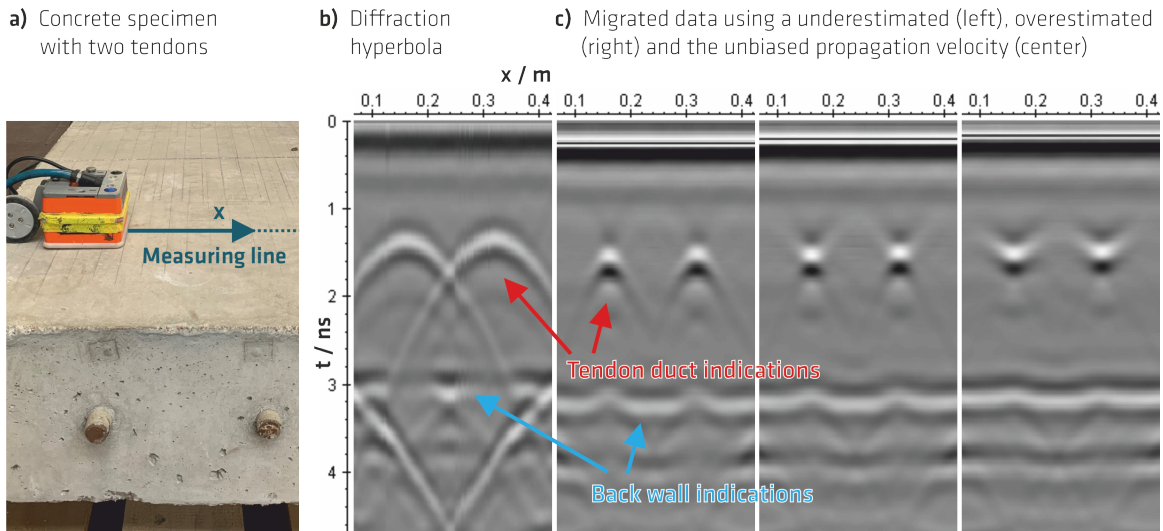 a) Concrete specimen
with two tendons
b) Diffraction
hyperbola
c) Migrated data using a underestimated (left), overestimated
(right) and the unbiased propagation velocity (center)
x / m
0.1 0.2 0.3 0.4
0.1 0.2 0.3 0.4
0.1 0.2 0.3 0.4
0.1 0.2 0.3 0.4
t / ns
0
1
2
3
4
x
Measuring line
Tendon duct indications
Back wall indications